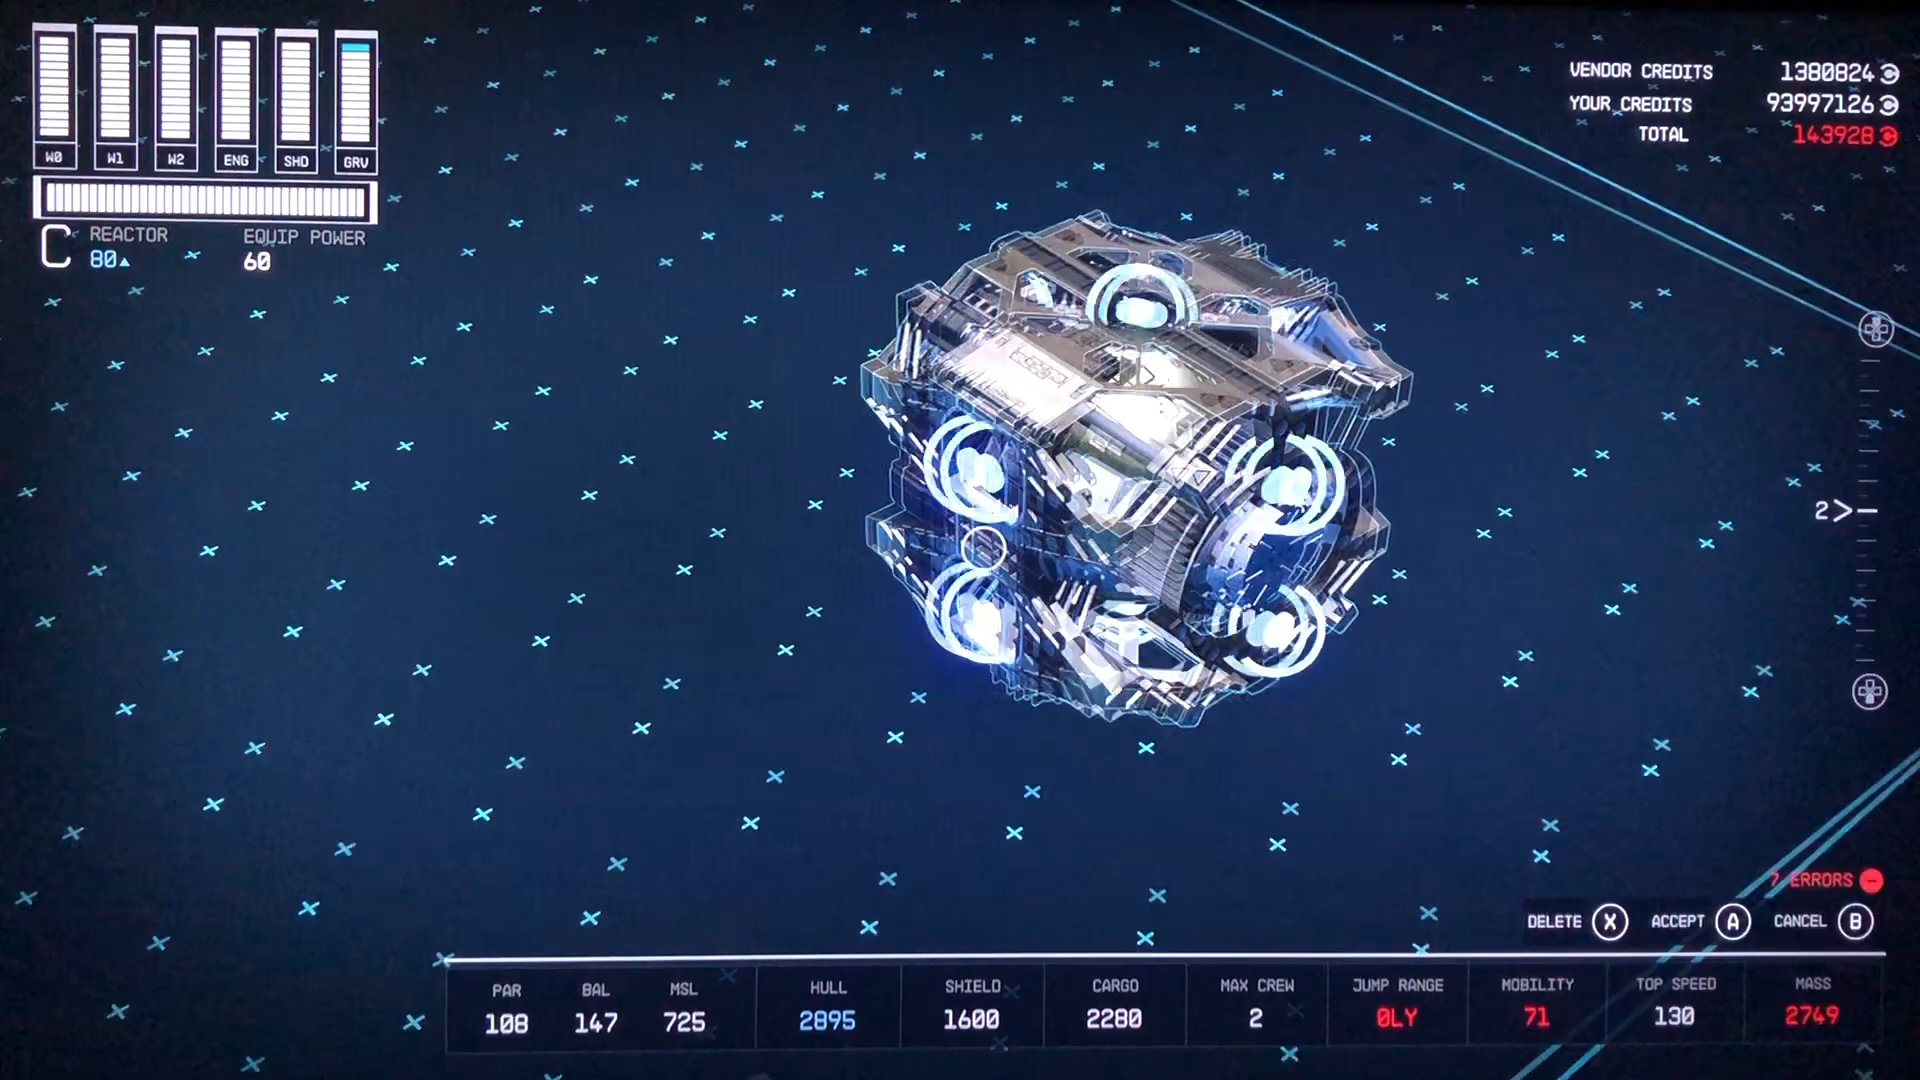 W0 W1 W2 ENG SHD GRV
C REACTOR EQUIP POWER
80 60
VENDOR CREDITS 1380824
YOUR CREDITS 93997126
TOTAL 143928
2
7 ERRORS
DELETE X ACCEPT A CANCEL B
PAR BAL MSL HULL SHIELD CARGO MAX CREW JUMP RANGE MOBILITY TOP SPEED MASS
108 147 725 2895 1600 2280 2 0LY 71 130 2749